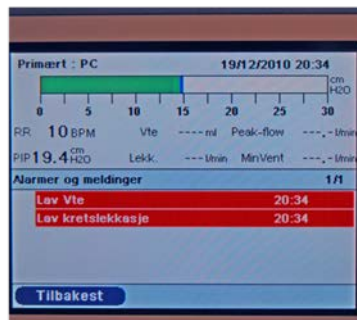 Primært : PC 19/12/2010 20:34
cm
H2O
0 5 10 15 20 25 30
RR 10 BPM Vte ---- ml Peak-flow ---,- l/min
PIP 19.4 cm H2O Lekk. --- l/min MinVent ---,- l/min
Alarmer og meldinger 1/1
Lav Vte 20:34
Lav kretslekkasje 20:34
Tilbakest